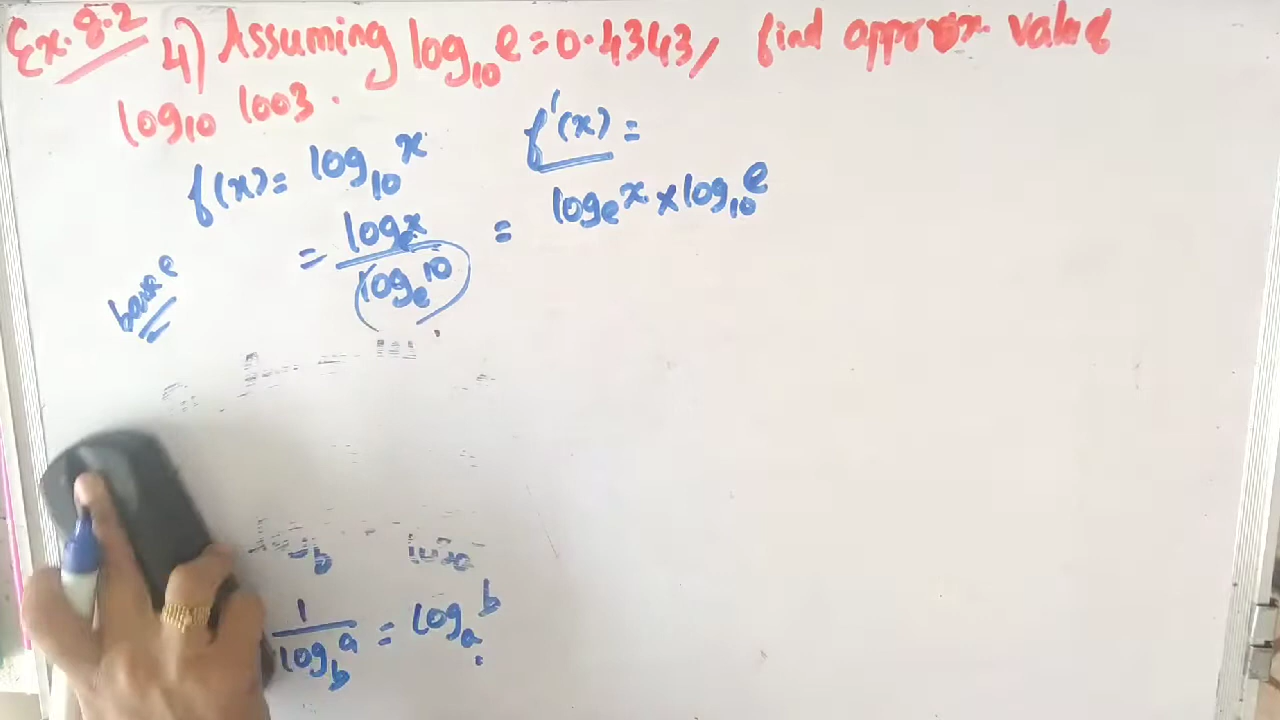 Ex. 8.2 4) Assuming log₁₀ e = 0.4343, find approx. value
log₁₀ 1003.
f(x) = log₁₀ x
= logₑ x / logₑ 10 = logₑ x × log₁₀ e
f'(x) =
base e
1 / log_b a = logₐ b